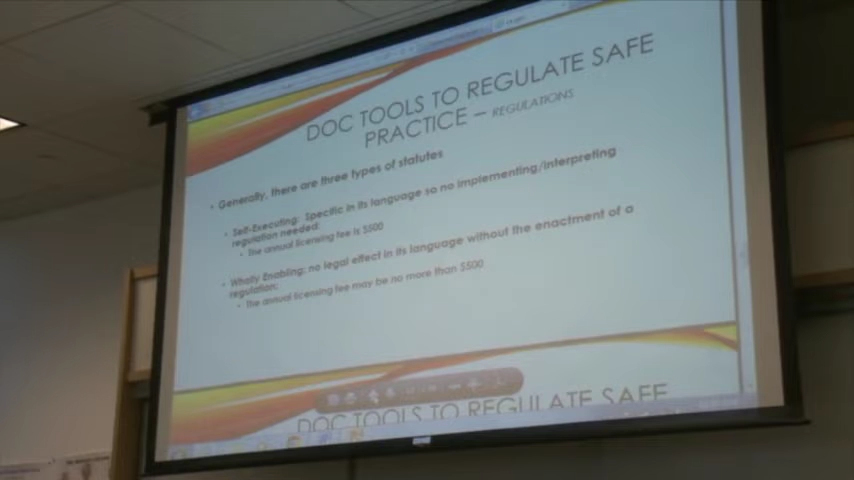 DOC TOOLS TO REGULATE SAFE
PRACTICE – REGULATIONS
• Generally, there are three types of statutes
• Self-Executing: Specific in its language so no implementing/interpreting
regulation needed:
• The annual licensing fee is $500
• Wholly Enabling: no legal effect in its language without the enactment of a
regulation:
• The annual licensing fee may be no more than $500
DOC TOOLS TO REGULATE SAFE